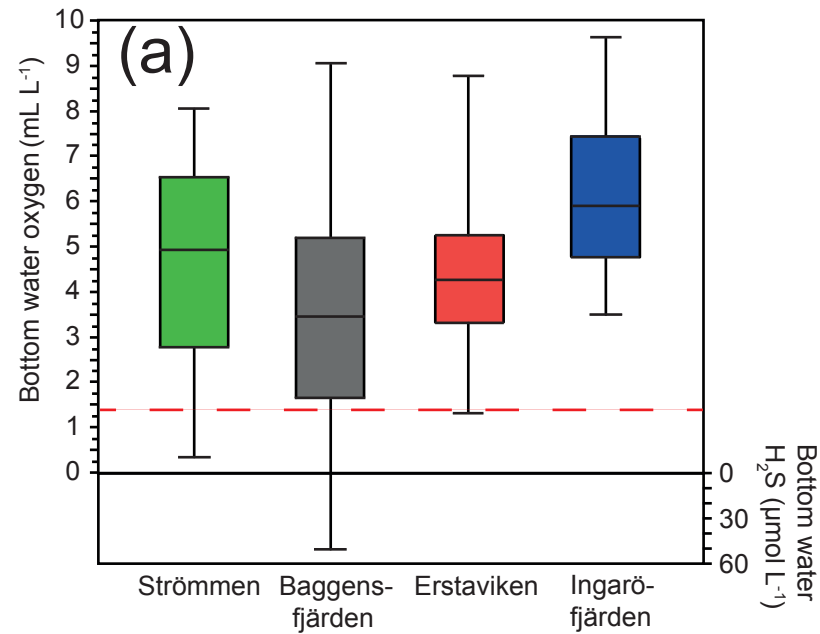 (a)
Bottom water oxygen (mL L⁻¹)
10
9
8
7
6
5
4
3
2
1
0
0
30
60
Bottom water
H₂S (µmol L⁻¹)
Strömmen
Baggens-
fjärden
Erstaviken
Ingarö-
fjärden